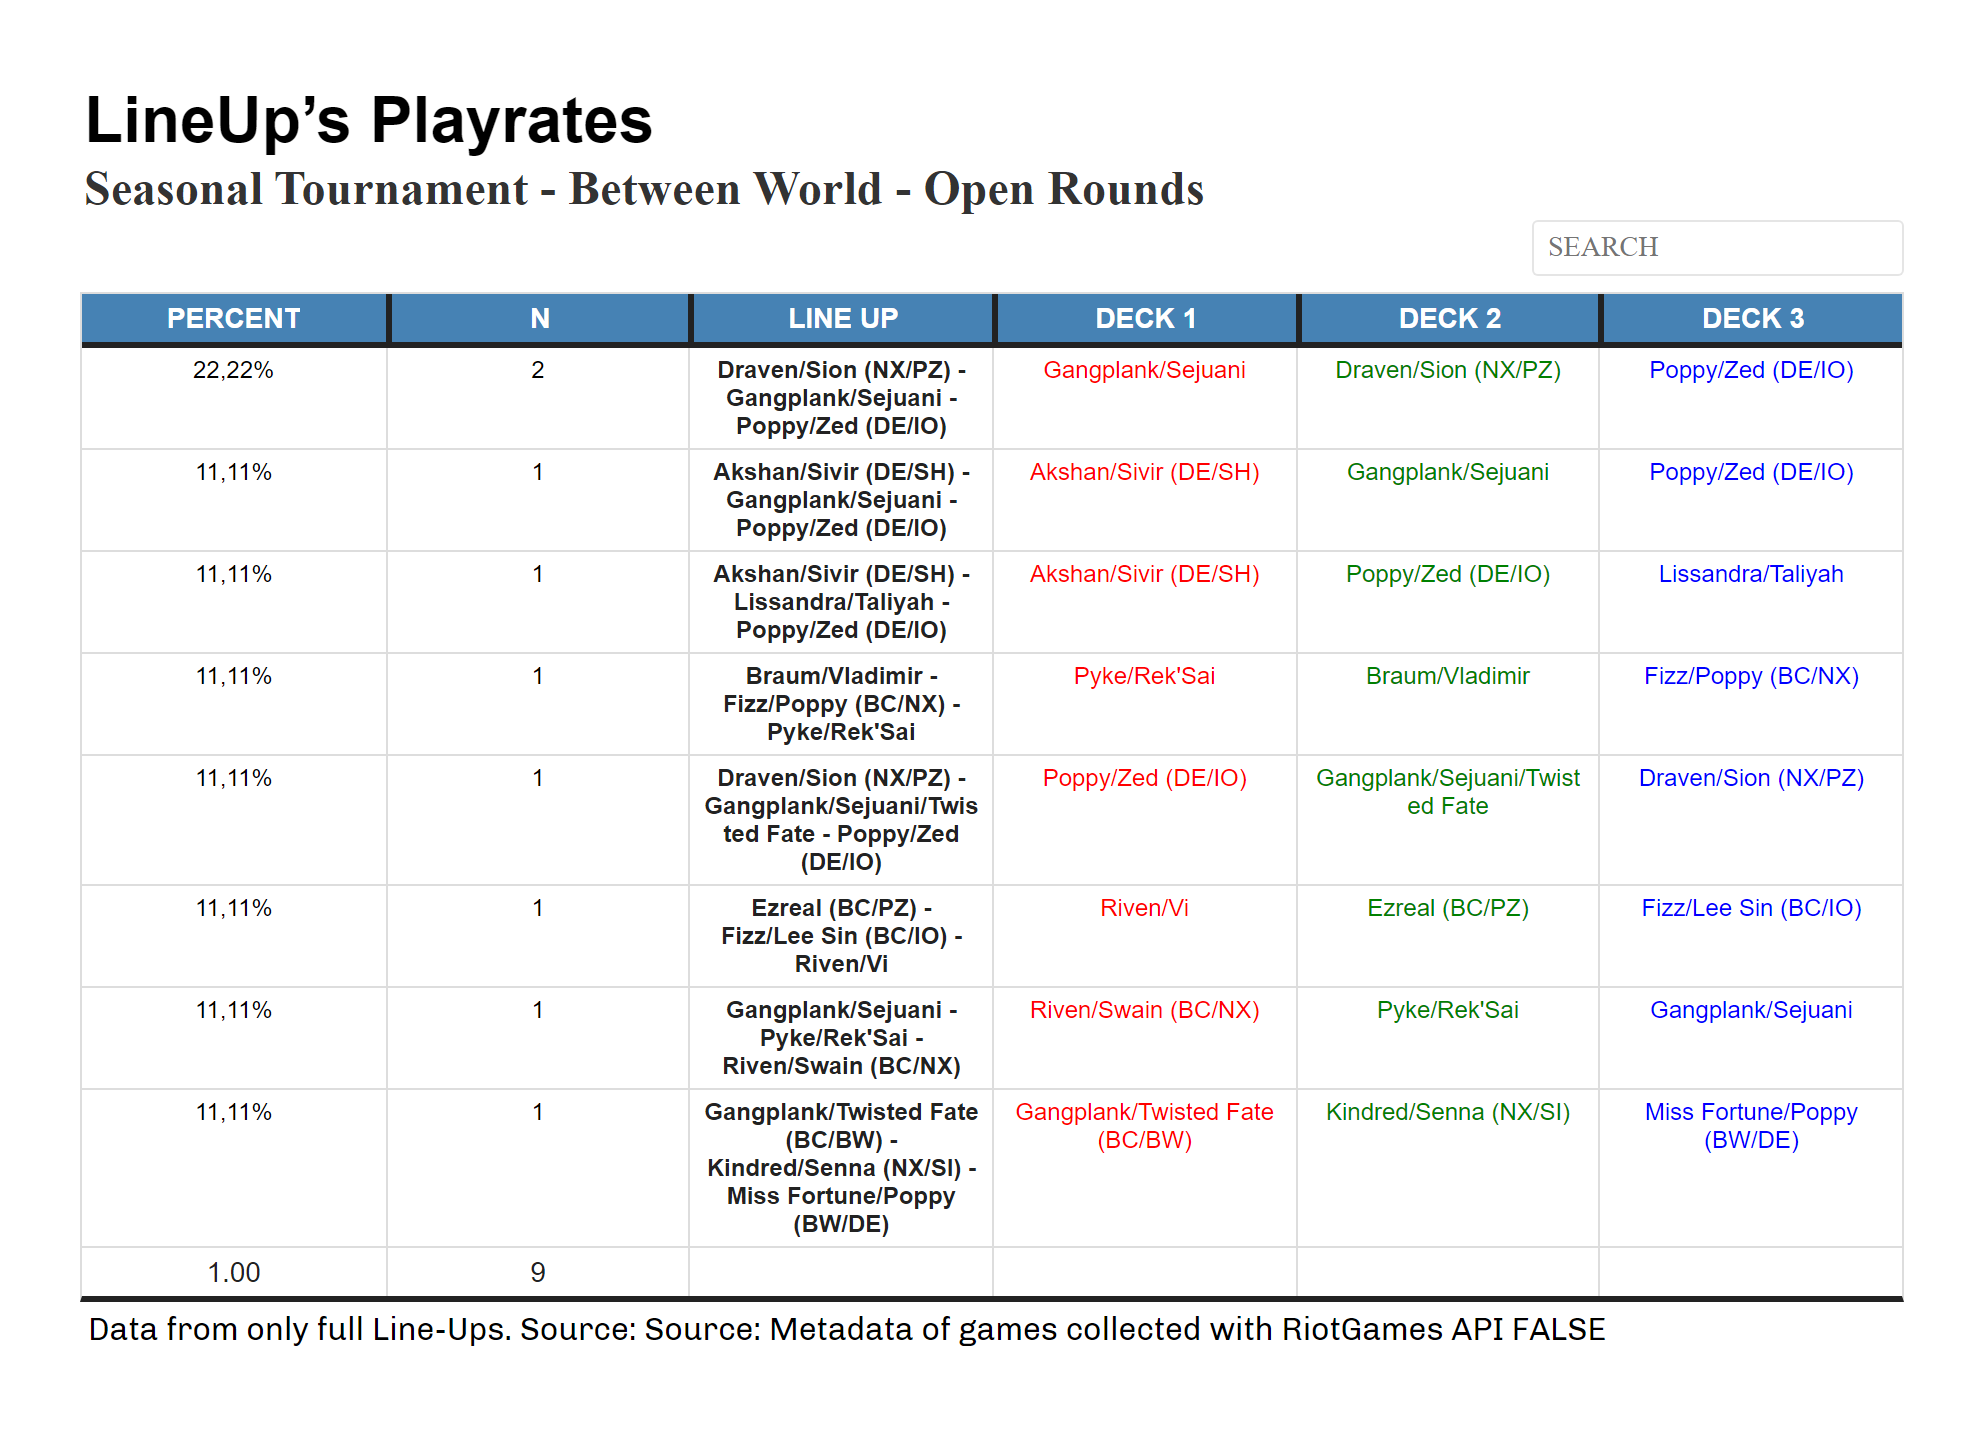 LineUp’s Playrates
Seasonal Tournament - Between World - Open Rounds
SEARCH
PERCENT N LINE UP DECK 1 DECK 2 DECK 3
22,22% 2 Draven/Sion (NX/PZ) - Gangplank/Sejuani Draven/Sion (NX/PZ) Poppy/Zed (DE/IO)
Gangplank/Sejuani -
Poppy/Zed (DE/IO)
11,11% 1 Akshan/Sivir (DE/SH) - Akshan/Sivir (DE/SH) Gangplank/Sejuani Poppy/Zed (DE/IO)
Gangplank/Sejuani -
Poppy/Zed (DE/IO)
11,11% 1 Akshan/Sivir (DE/SH) - Akshan/Sivir (DE/SH) Poppy/Zed (DE/IO) Lissandra/Taliyah
Lissandra/Taliyah -
Poppy/Zed (DE/IO)
11,11% 1 Braum/Vladimir - Pyke/Rek'Sai Braum/Vladimir Fizz/Poppy (BC/NX)
Fizz/Poppy (BC/NX) -
Pyke/Rek'Sai
11,11% 1 Draven/Sion (NX/PZ) - Poppy/Zed (DE/IO) Gangplank/Sejuani/Twist Draven/Sion (NX/PZ)
Gangplank/Sejuani/Twis ed Fate
ted Fate - Poppy/Zed
(DE/IO)
11,11% 1 Ezreal (BC/PZ) - Riven/Vi Ezreal (BC/PZ) Fizz/Lee Sin (BC/IO)
Fizz/Lee Sin (BC/IO) -
Riven/Vi
11,11% 1 Gangplank/Sejuani - Riven/Swain (BC/NX) Pyke/Rek'Sai Gangplank/Sejuani
Pyke/Rek'Sai -
Riven/Swain (BC/NX)
11,11% 1 Gangplank/Twisted Fate Gangplank/Twisted Fate Kindred/Senna (NX/SI) Miss Fortune/Poppy
(BC/BW) - (BC/BW) (BW/DE)
Kindred/Senna (NX/SI) -
Miss Fortune/Poppy
(BW/DE)
1.00 9
Data from only full Line-Ups. Source: Source: Metadata of games collected with RiotGames API FALSE